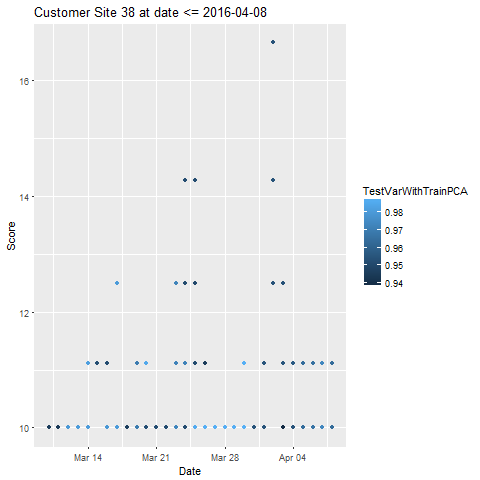 Customer Site 38 at date <= 2016-04-08
16
14
12
10
Score
Mar 14 Mar 21 Mar 28 Apr 04
Date
TestVarWithTrainPCA
0.98
0.97
0.96
0.95
0.94